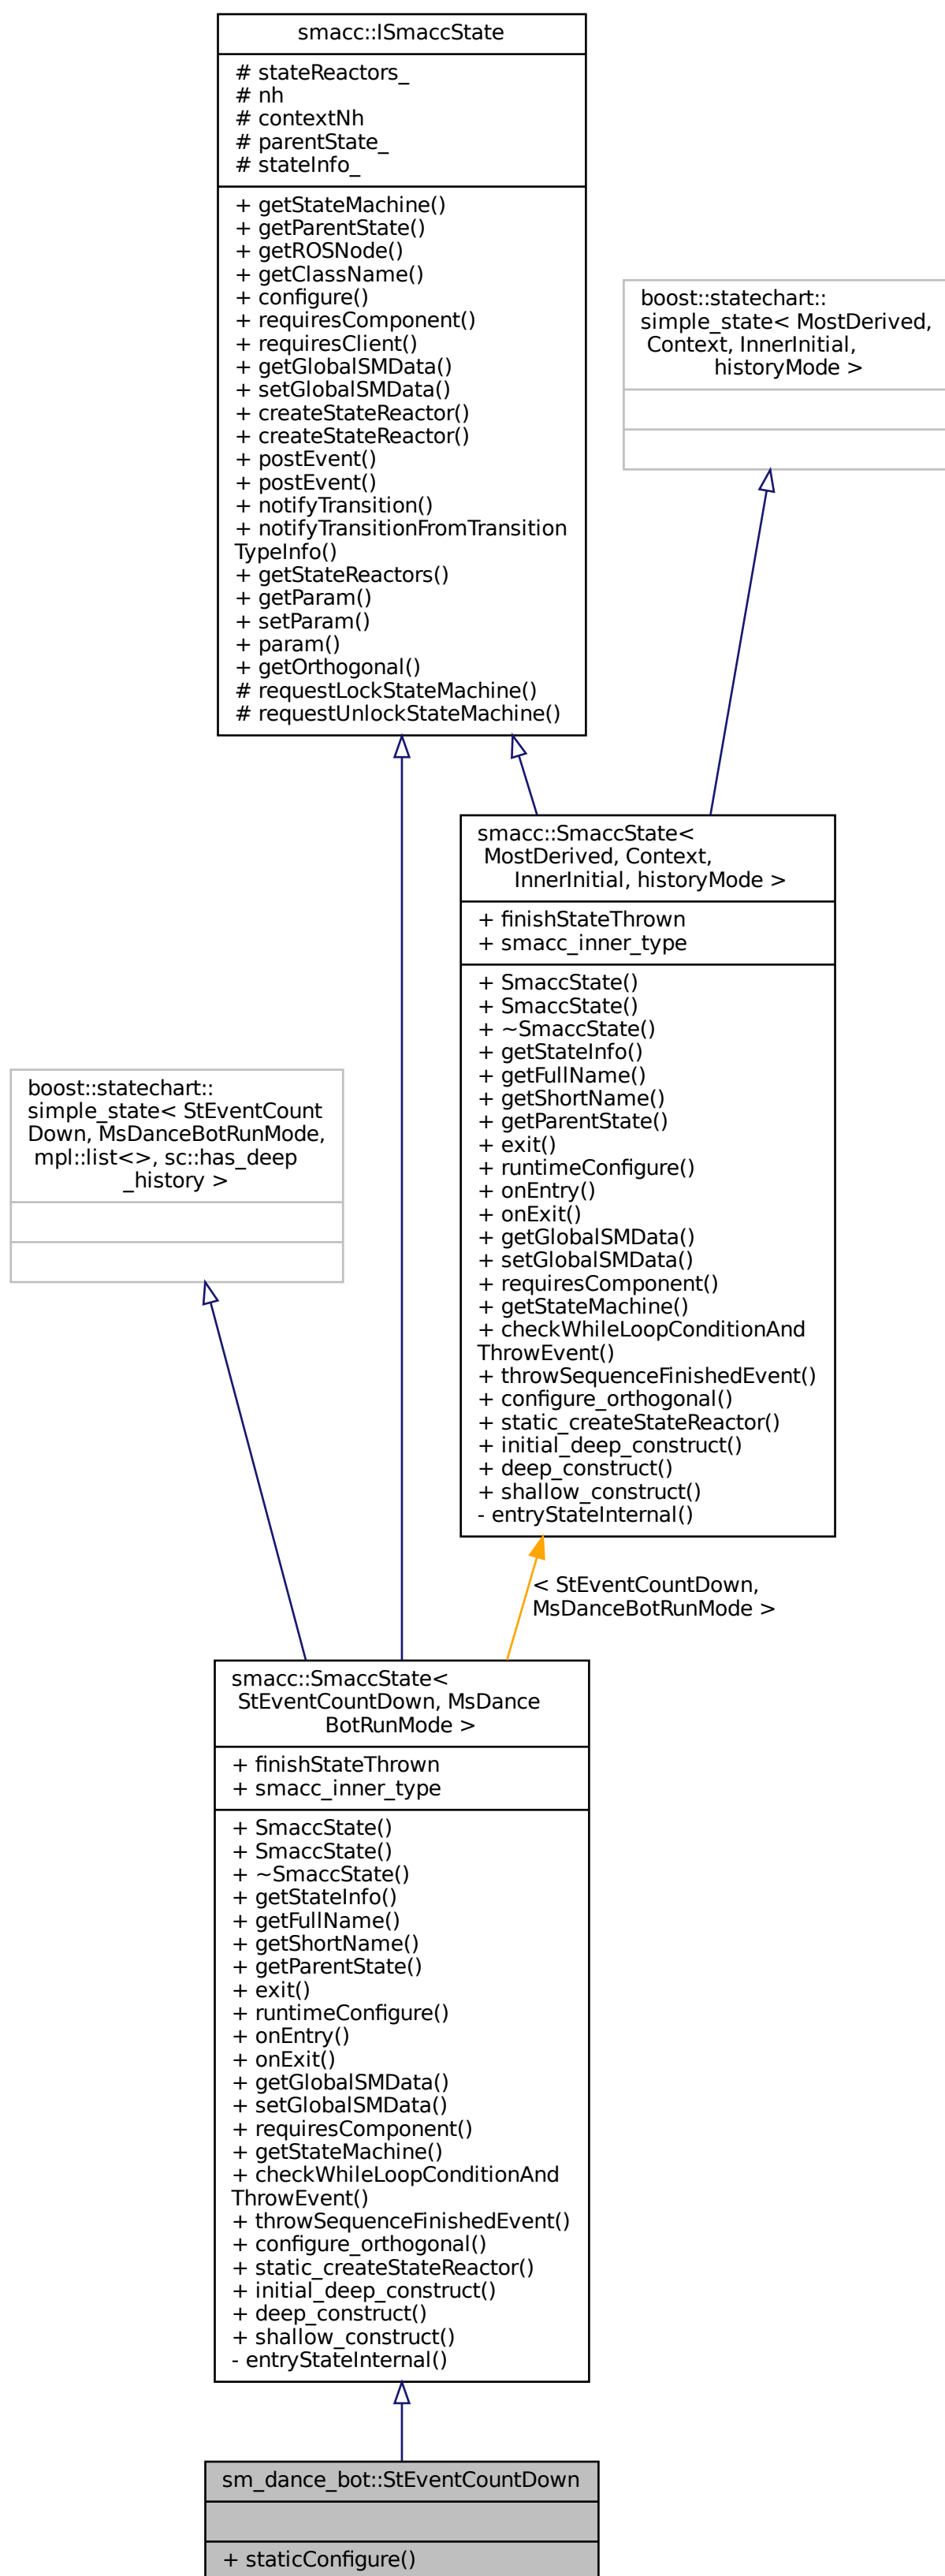 smacc::ISmaccState
# stateReactors_
# nh
# contextNh
# parentState_
# stateInfo_
+ getStateMachine()
+ getParentState()
+ getROSNode()
+ getClassName()
+ configure()
+ requiresComponent()
+ requiresClient()
+ getGlobalSMData()
+ setGlobalSMData()
+ createStateReactor()
+ createStateReactor()
+ postEvent()
+ postEvent()
+ notifyTransition()
+ notifyTransitionFromTransition
TypeInfo()
+ getStateReactors()
+ getParam()
+ setParam()
+ param()
+ getOrthogonal()
# requestLockStateMachine()
# requestUnlockStateMachine()
boost::statechart::
simple_state< MostDerived,
Context, InnerInitial,
historyMode >
smacc::SmaccState<
MostDerived, Context,
InnerInitial, historyMode >
+ finishStateThrown
+ smacc_inner_type
+ SmaccState()
+ SmaccState()
+ ~SmaccState()
+ getStateInfo()
+ getFullName()
+ getShortName()
+ getParentState()
+ exit()
+ runtimeConfigure()
+ onEntry()
+ onExit()
+ getGlobalSMData()
+ setGlobalSMData()
+ requiresComponent()
+ getStateMachine()
+ checkWhileLoopConditionAnd
ThrowEvent()
+ throwSequenceFinishedEvent()
+ configure_orthogonal()
+ static_createStateReactor()
+ initial_deep_construct()
+ deep_construct()
+ shallow_construct()
- entryStateInternal()
boost::statechart::
simple_state< StEventCount
Down, MsDanceBotRunMode,
mpl::list<>, sc::has_deep
_history >
< StEventCountDown,
MsDanceBotRunMode >
smacc::SmaccState<
StEventCountDown, MsDance
BotRunMode >
+ finishStateThrown
+ smacc_inner_type
+ SmaccState()
+ SmaccState()
+ ~SmaccState()
+ getStateInfo()
+ getFullName()
+ getShortName()
+ getParentState()
+ exit()
+ runtimeConfigure()
+ onEntry()
+ onExit()
+ getGlobalSMData()
+ setGlobalSMData()
+ requiresComponent()
+ getStateMachine()
+ checkWhileLoopConditionAnd
ThrowEvent()
+ throwSequenceFinishedEvent()
+ configure_orthogonal()
+ static_createStateReactor()
+ initial_deep_construct()
+ deep_construct()
+ shallow_construct()
- entryStateInternal()
sm_dance_bot::StEventCountDown
+ staticConfigure()